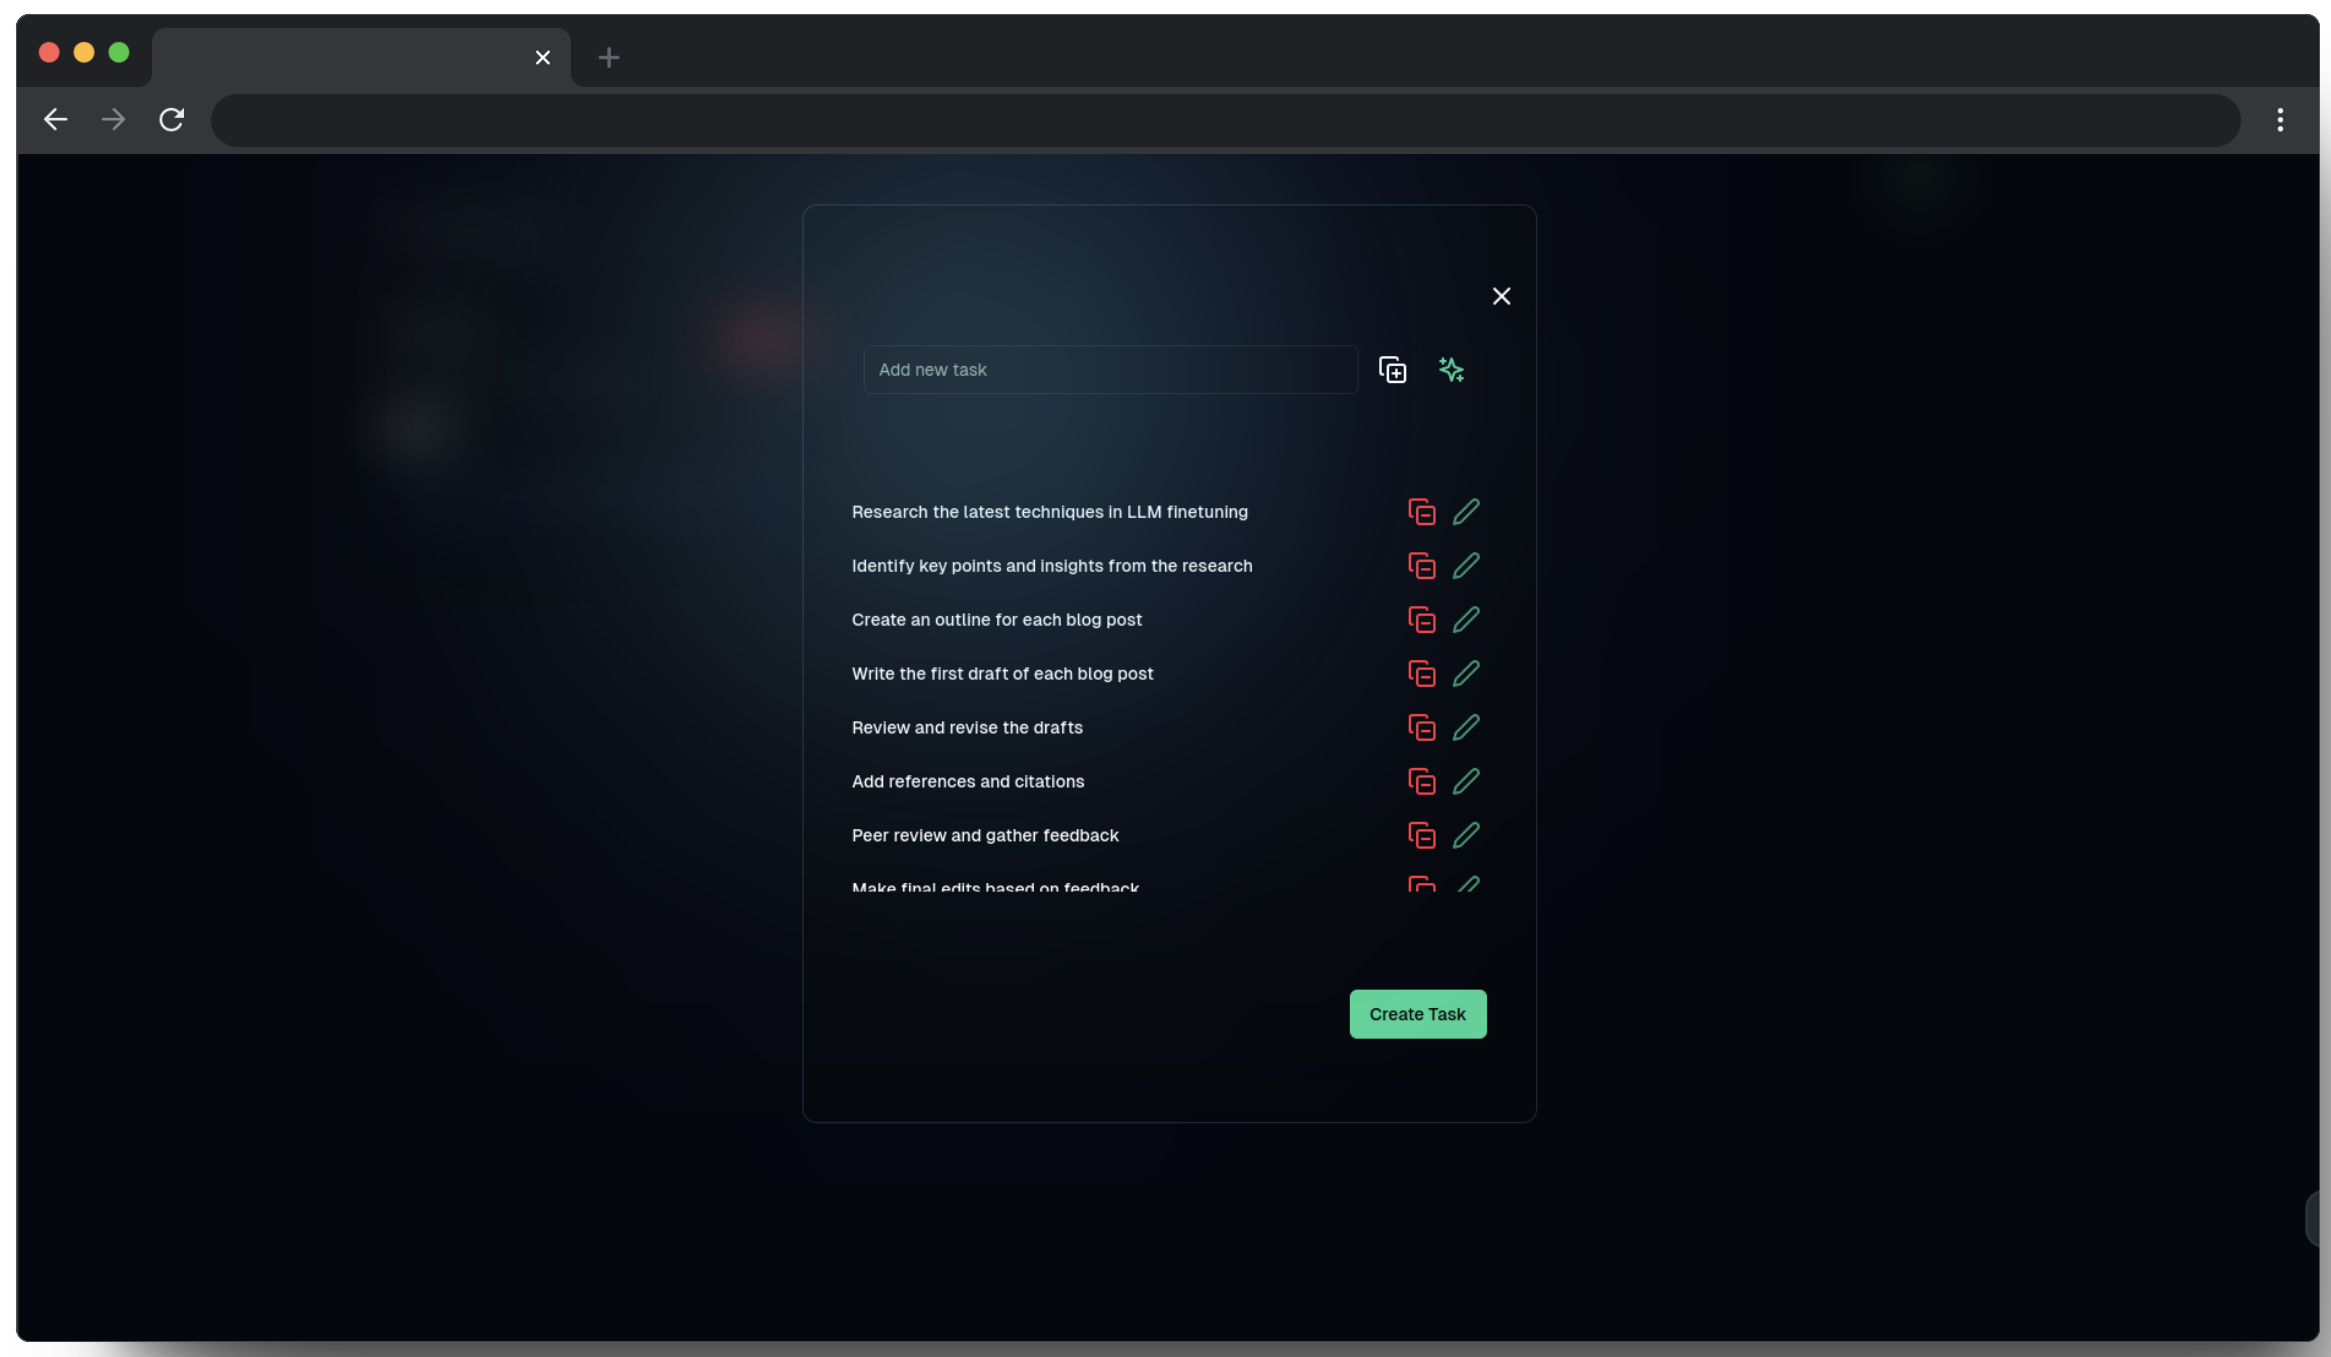 Add new task
Research the latest techniques in LLM finetuning
Identify key points and insights from the research
Create an outline for each blog post
Write the first draft of each blog post
Review and revise the drafts
Add references and citations
Peer review and gather feedback
Make final edits based on feedback
Create Task